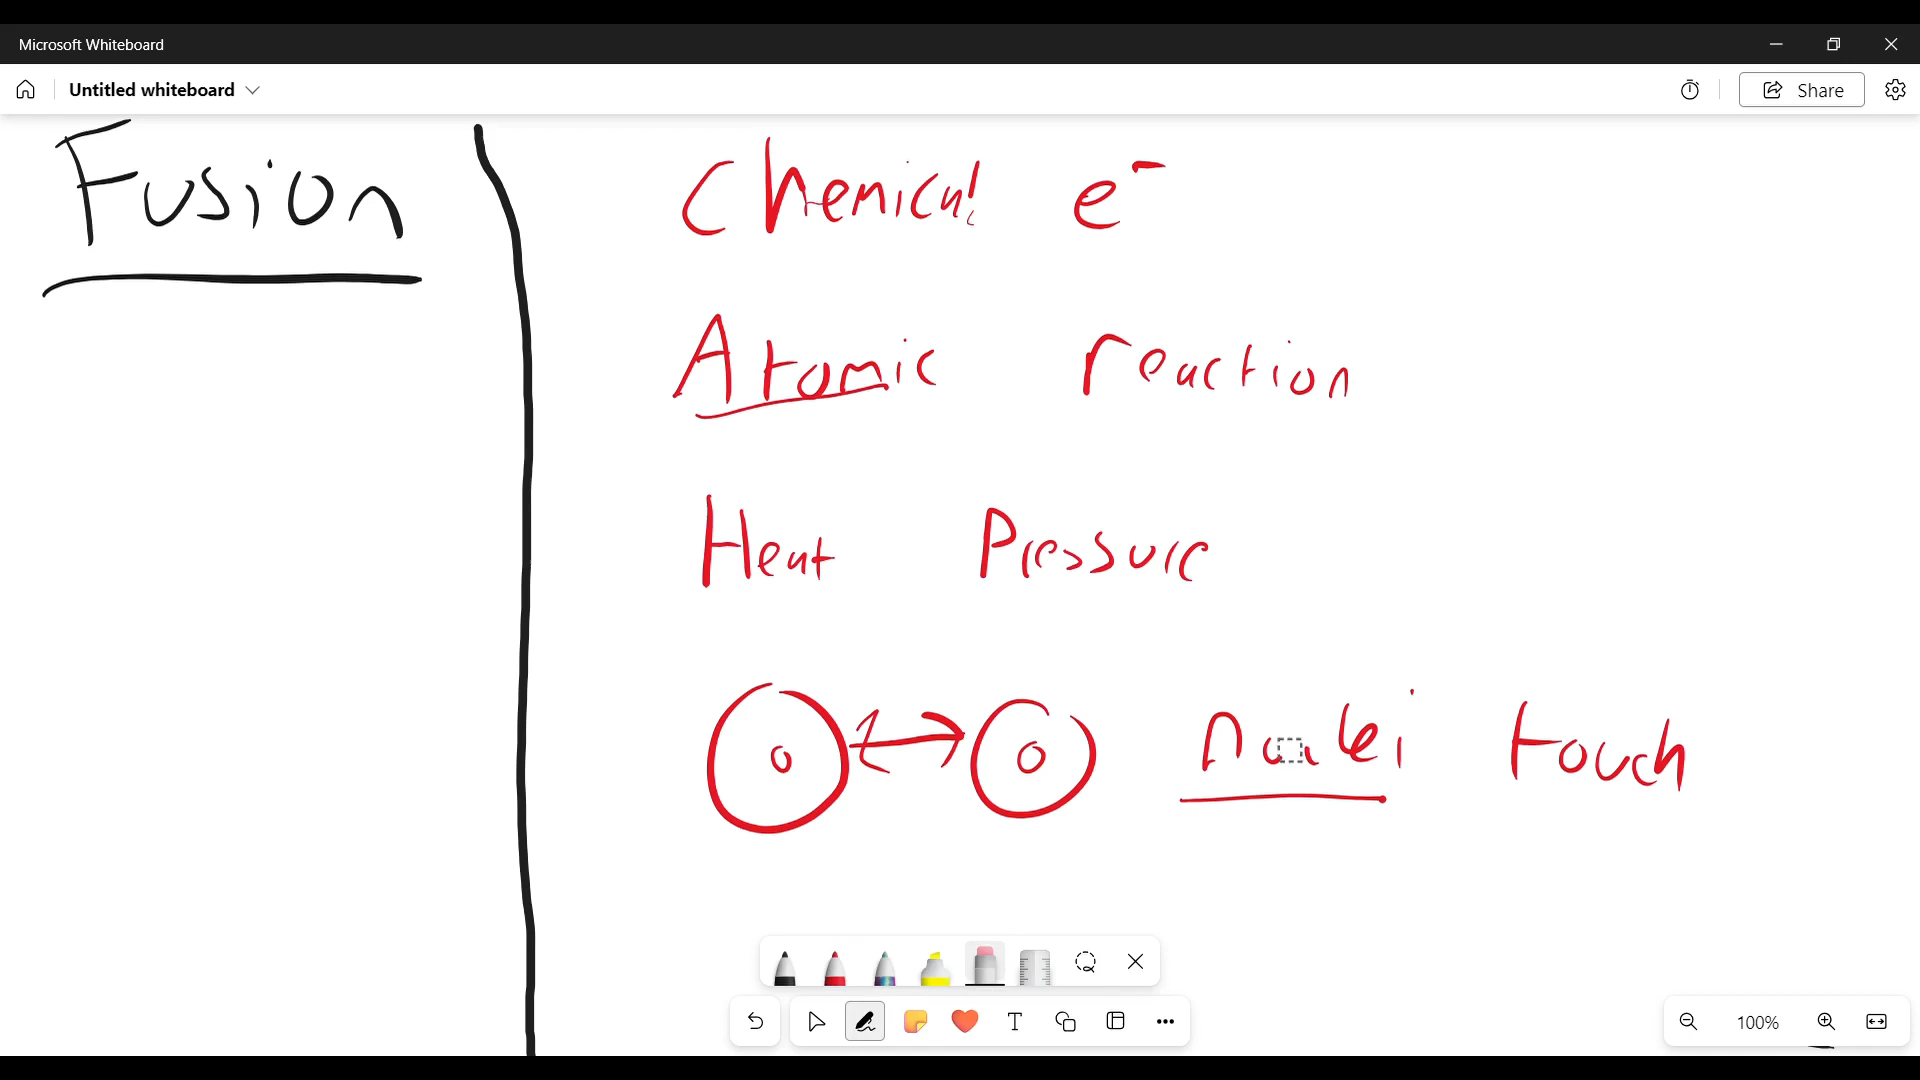 Microsoft Whiteboard
Untitled whiteboard
Share
Fusion
Chemical e⁻
Atomic reaction
Heat Pressure
nuclei touch
100%